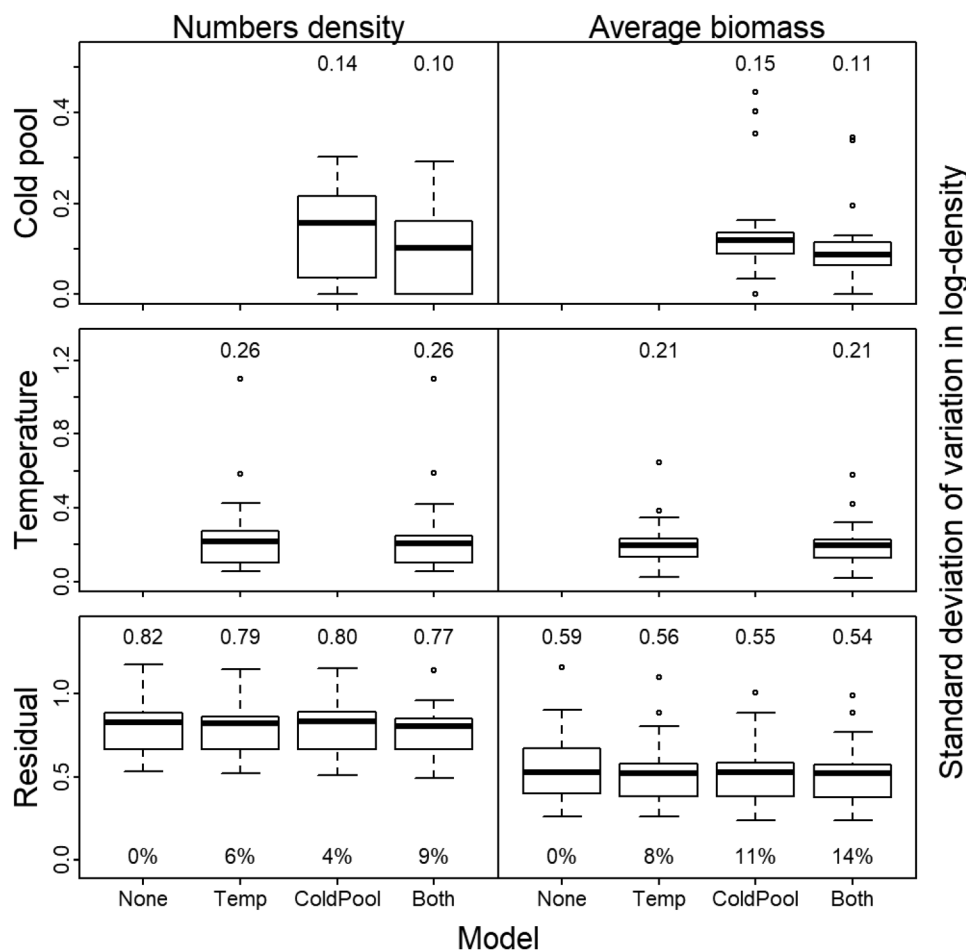 Numbers density
Average biomass
Cold pool
0.0 0.2 0.4
0.14 0.10
0.15 0.11
Temperature
0.0 0.4 0.8 1.2
0.26 0.26
0.21 0.21
Residual
0.0 0.5 1.0
0.82 0.79 0.80 0.77
0.59 0.56 0.55 0.54
0% 6% 4% 9%
0% 8% 11% 14%
None Temp ColdPool Both
None Temp ColdPool Both
Model
Standard deviation of variation in log-density